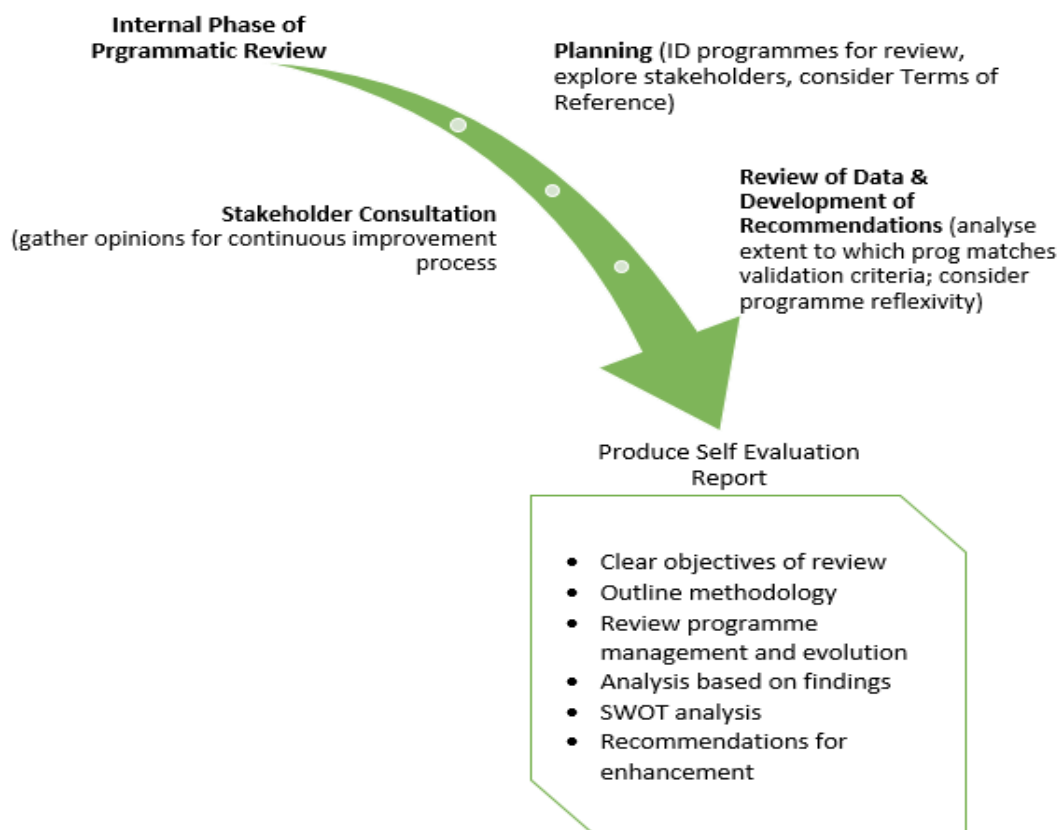 Internal Phase of
Prgrammatic Review
Planning (ID programmes for review,
explore stakeholders, consider Terms of
Reference)
Stakeholder Consultation
(gather opinions for continuous improvement
process
Review of Data &
Development of
Recommendations (analyse
extent to which prog matches
validation criteria; consider
programme reflexivity)
Produce Self Evaluation
Report
• Clear objectives of review
• Outline methodology
• Review programme
management and evolution
• Analysis based on findings
• SWOT analysis
• Recommendations for
enhancement